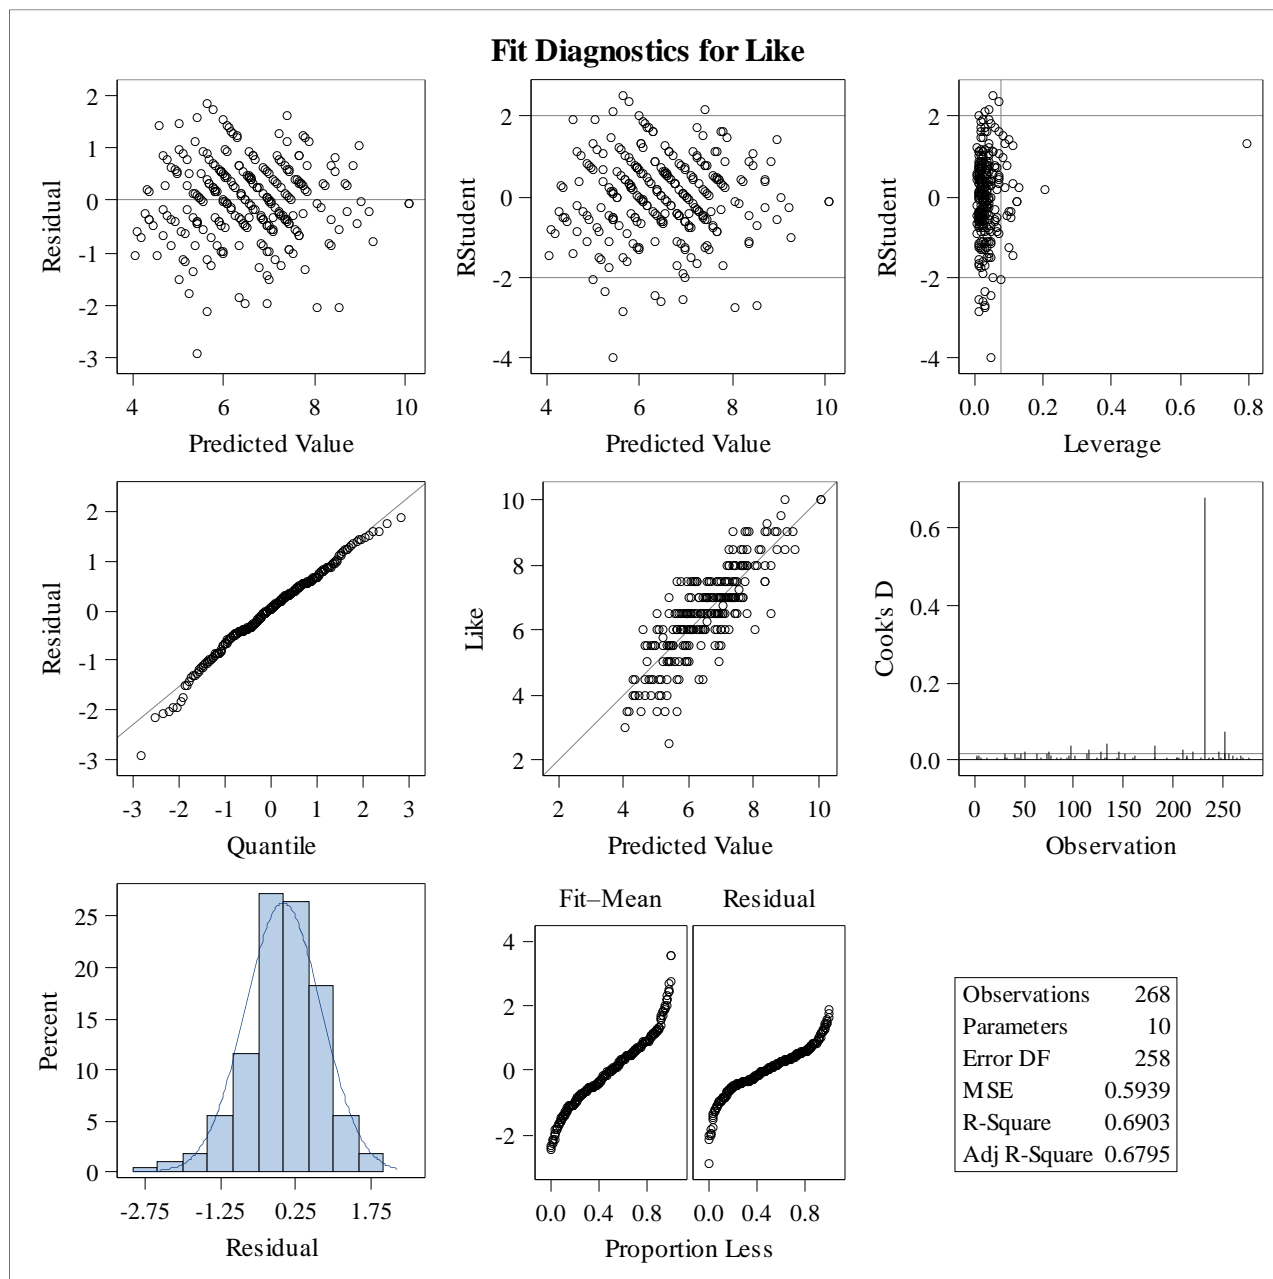 Fit Diagnostics for Like
2
1
0
-1
-2
-3
Residual
4 6 8 10
Predicted Value
2
0
-2
-4
RStudent
4 6 8 10
Predicted Value
2
0
-2
-4
RStudent
0.0 0.2 0.4 0.6 0.8
Leverage
2
1
0
-1
-2
-3
Residual
-3 -2 -1 0 1 2 3
Quantile
10
8
6
4
2
Like
2 4 6 8 10
Predicted Value
0.6
0.4
0.2
0.0
Cook's D
0 50 100 150 200 250
Observation
25
20
15
10
5
0
Percent
-2.75 -1.25 0.25 1.75
Residual
Fit–Mean Residual
4
2
0
-2
0.0 0.4 0.8 0.0 0.4 0.8
Proportion Less
Observations 268
Parameters 10
Error DF 258
MSE 0.5939
R-Square 0.6903
Adj R-Square 0.6795